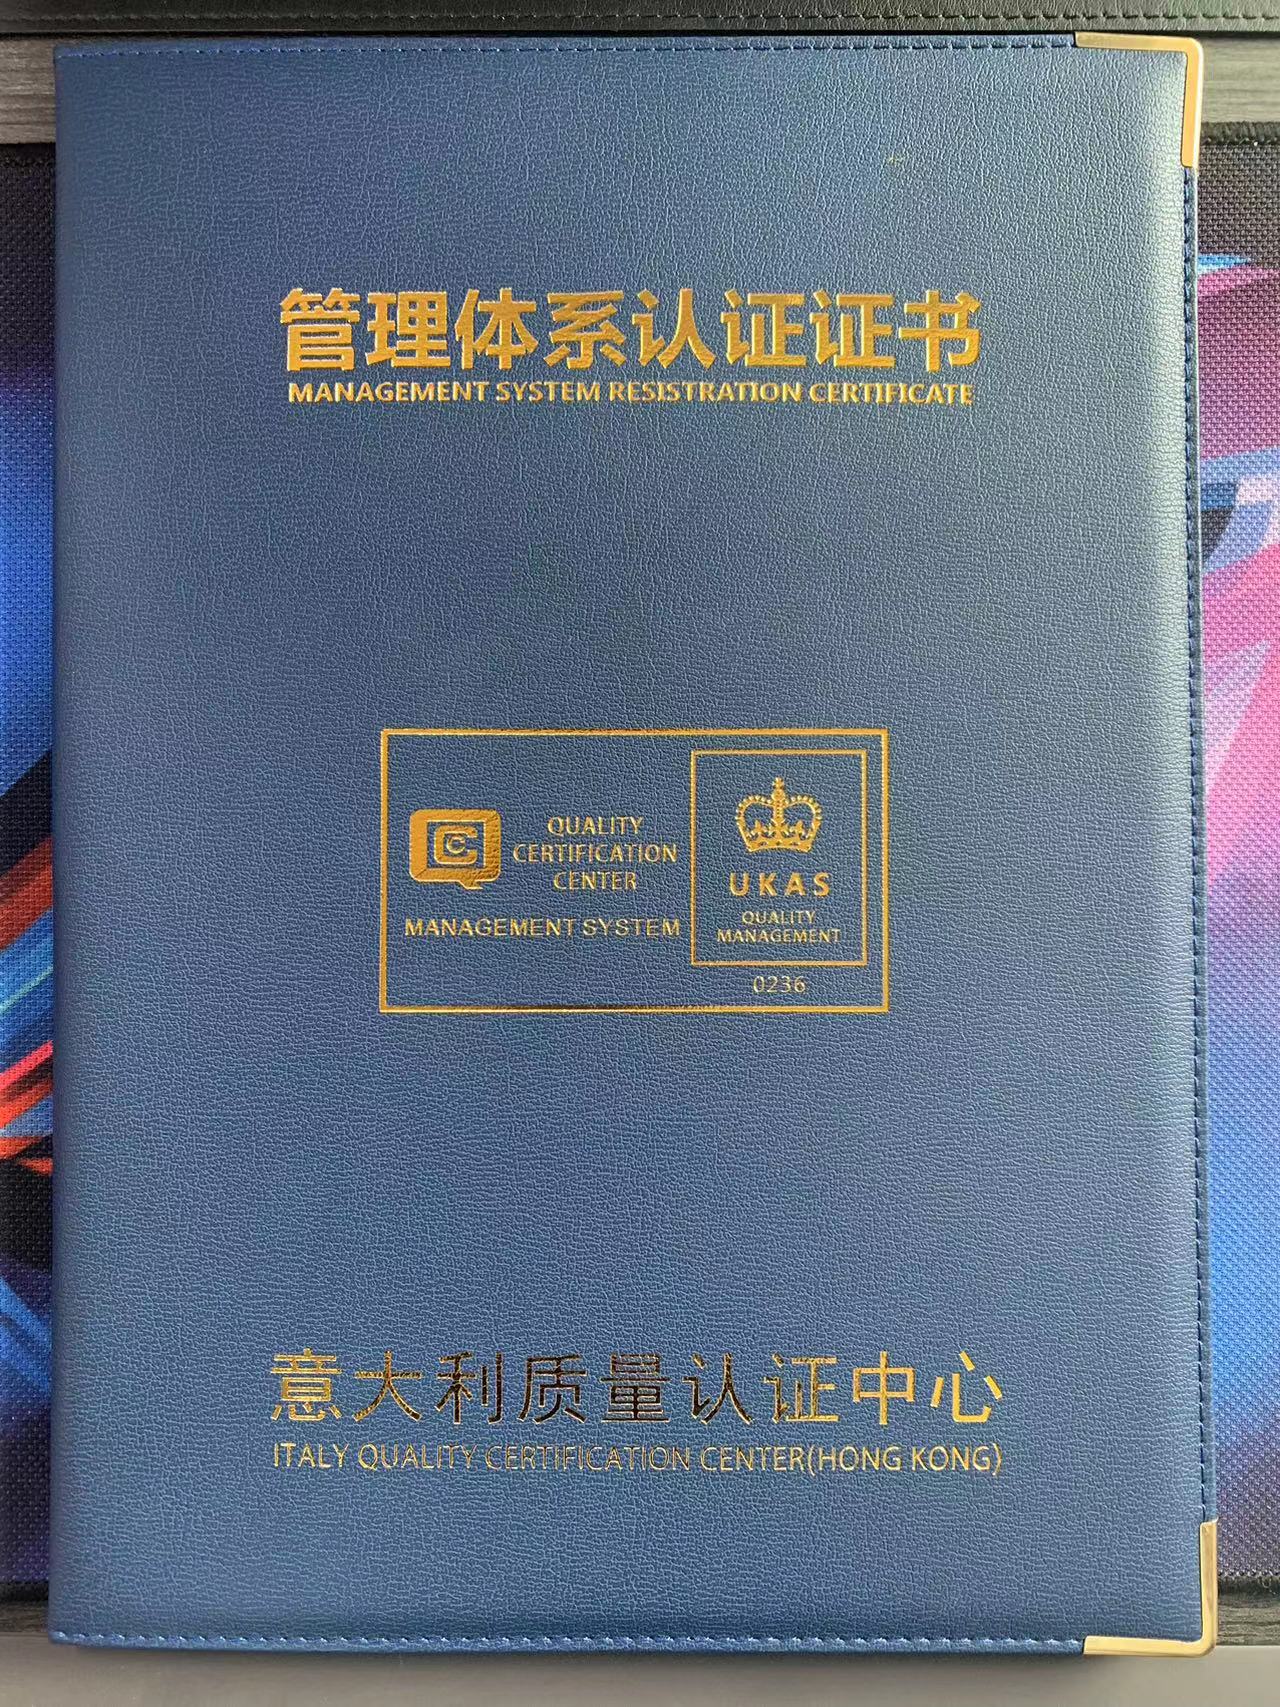 管理体系认证证书
MANAGEMENT SYSTEM RESISTRATION CERTIFICATE
QUALITY
CERTIFICATION
CENTER
MANAGEMENT SYSTEM
UKAS
QUALITY
MANAGEMENT
0236
意大利质量认证中心
ITALY QUALITY CERTIFICATION CENTER(HONG KONG)